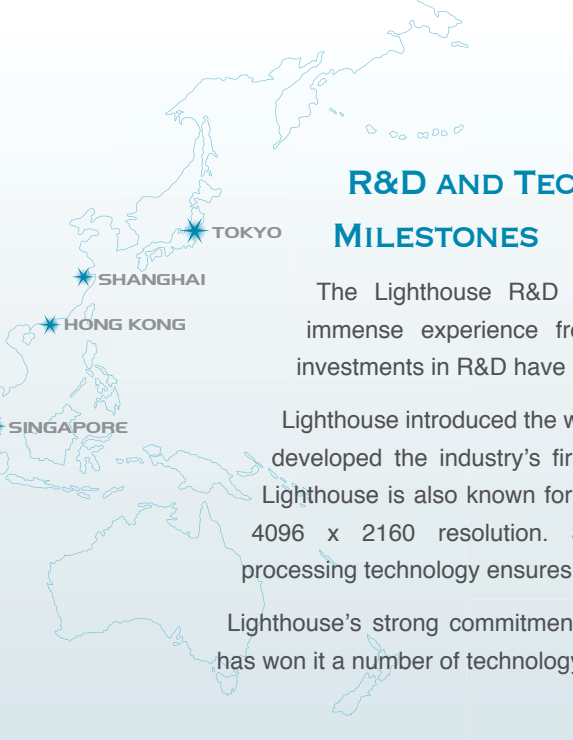 R&D AND TEC
MILESTONES
TOKYO
SHANGHAI
HONG KONG
SINGAPORE
The Lighthouse R&D
immense experience fr
investments in R&D have
Lighthouse introduced the w
developed the industry's fir
Lighthouse is also known for
4096 x 2160 resolution.
processing technology ensures
Lighthouse's strong commitmen
has won it a number of technology